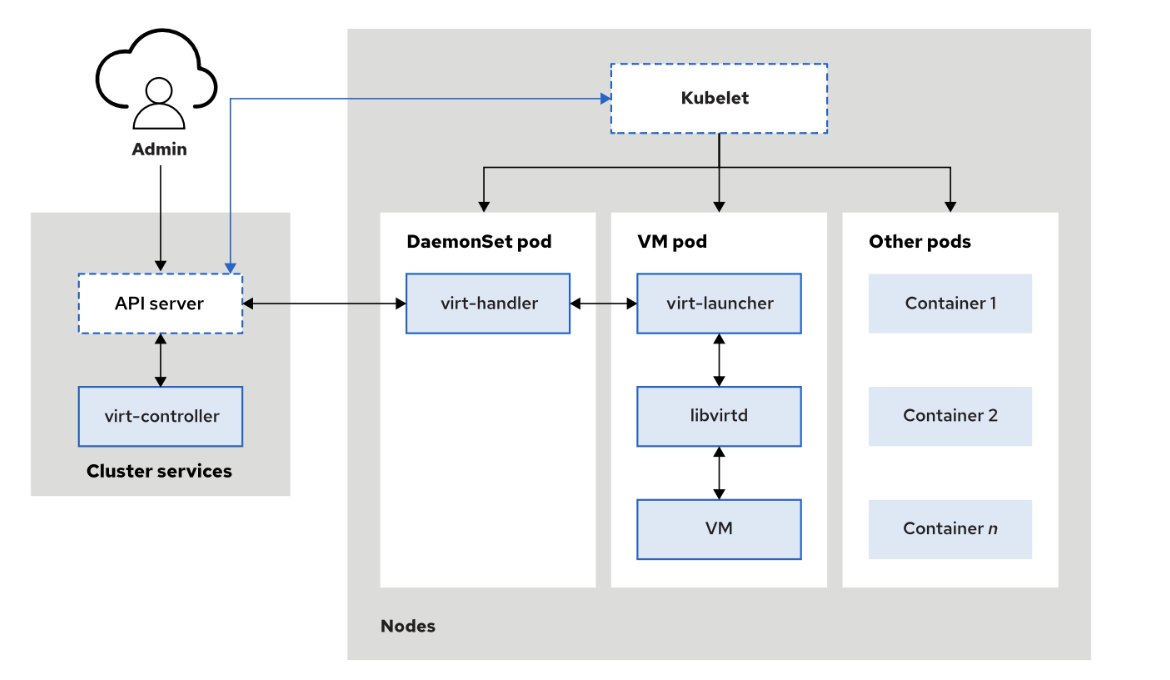 Kubelet
Admin
DaemonSet pod
VM pod
Other pods
API server
virt-handler
virt-launcher
Container 1
virt-controller
libvirtd
Container 2
Cluster services
VM
Container n
Nodes